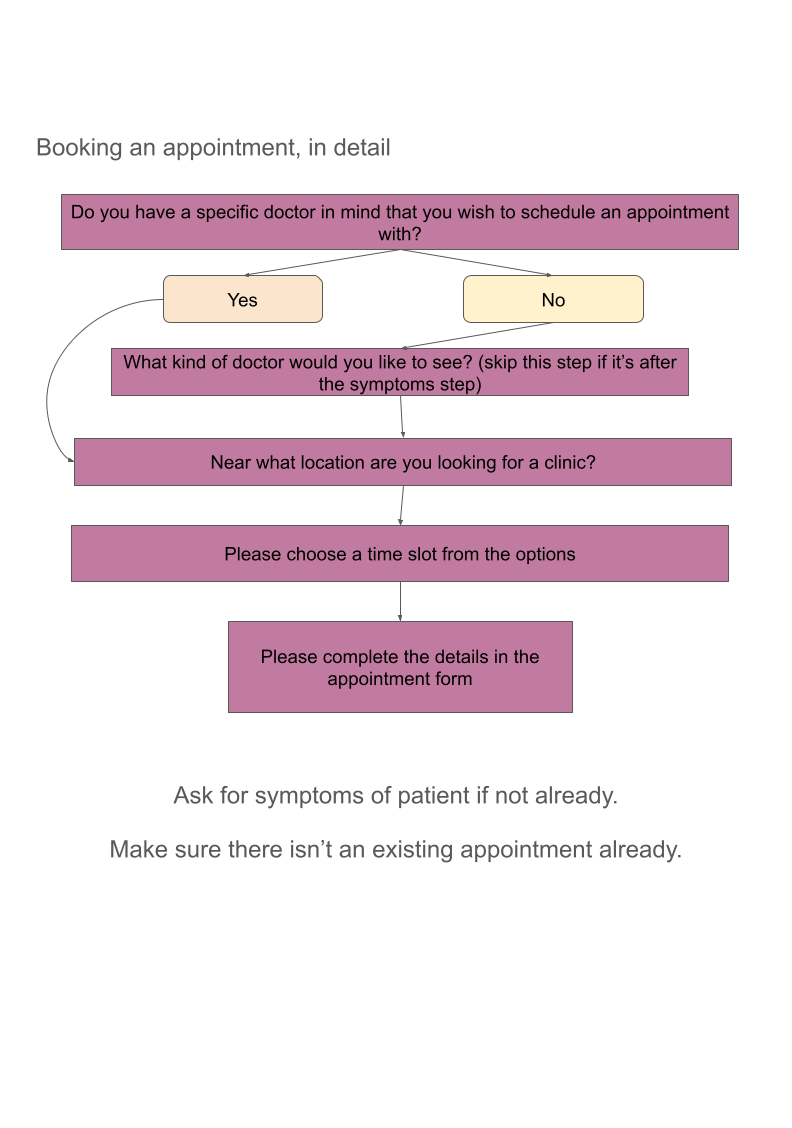 Booking an appointment, in detail
Do you have a specific doctor in mind that you wish to schedule an appointment
with?
Yes
No
What kind of doctor would you like to see? (skip this step if it’s after
the symptoms step)
Near what location are you looking for a clinic?
Please choose a time slot from the options
Please complete the details in the
appointment form
Ask for symptoms of patient if not already.
Make sure there isn’t an existing appointment already.